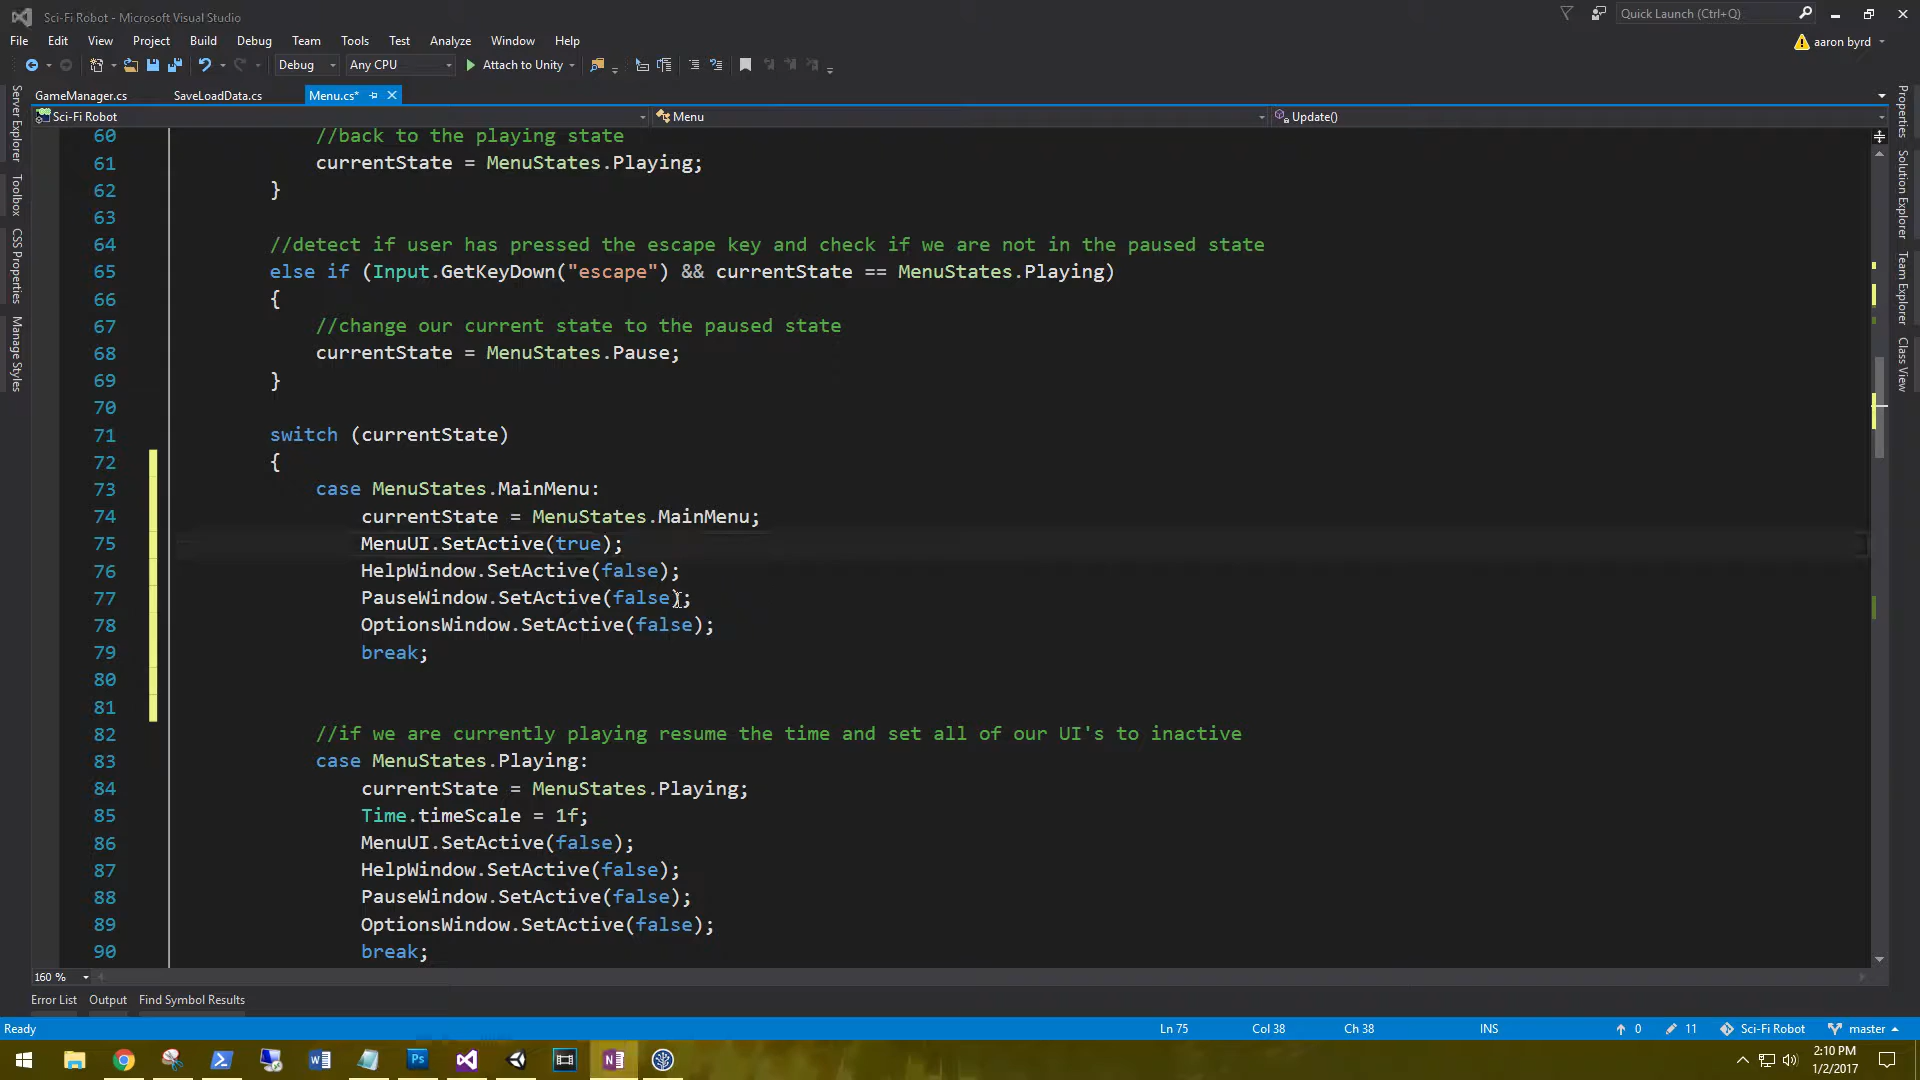 Sci-Fi Robot - Microsoft Visual Studio
Quick Launch (Ctrl+Q)
File Edit View Project Build Debug Team Tools Test Analyze Window Help
aaron byrd
Debug Any CPU Attach to Unity
GameManager.cs SaveLoadData.cs Menu.cs*
Sci-Fi Robot Menu Update()
Server Explorer
Toolbox
CSS Properties
Manage Styles
Properties
Solution Explorer
Team Explorer
Class View
60 //back to the playing state
61 currentState = MenuStates.Playing;
62 }
63
64 //detect if user has pressed the escape key and check if we are not in the paused state
65 else if (Input.GetKeyDown("escape") && currentState == MenuStates.Playing)
66 {
67 //change our current state to the paused state
68 currentState = MenuStates.Pause;
69 }
70
71 switch (currentState)
72 {
73 case MenuStates.MainMenu:
74 currentState = MenuStates.MainMenu;
75 MenuUI.SetActive(true);
76 HelpWindow.SetActive(false);
77 PauseWindow.SetActive(false);
78 OptionsWindow.SetActive(false);
79 break;
80
81
82 //if we are currently playing resume the time and set all of our UI's to inactive
83 case MenuStates.Playing:
84 currentState = MenuStates.Playing;
85 Time.timeScale = 1f;
86 MenuUI.SetActive(false);
87 HelpWindow.SetActive(false);
88 PauseWindow.SetActive(false);
89 OptionsWindow.SetActive(false);
90 break;
160 %
Error List Output Find Symbol Results
Ready Ln 75 Col 38 Ch 38 INS 0 11 Sci-Fi Robot master
2:10 PM
1/2/2017